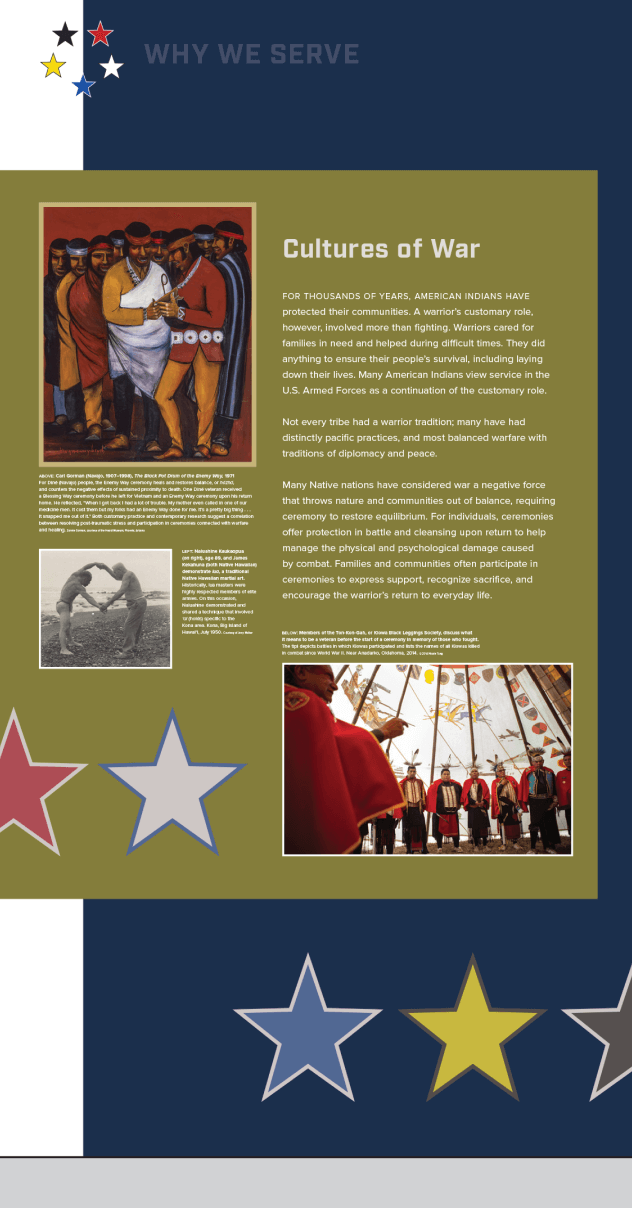 WHY WE SERVE
Cultures of War
FOR THOUSANDS OF YEARS, AMERICAN INDIANS HAVE
protected their communities. A warrior's customary role,
however, involved more than fighting. Warriors cared for
families in need and helped during difficult times. They did
anything to ensure their people's survival, including laying
down their lives. Many American Indians view service in the
U.S. Armed Forces as a continuation of the customary role.
Not every tribe had a warrior tradition; many have had
distinctly pacific practices, and most balanced warfare with
traditions of diplomacy and peace.
Many Native nations have considered war a negative force
that throws nature and communities out of balance, requiring
ceremony to restore equilibrium. For individuals, ceremonies
offer protection in battle and cleansing upon return to help
manage the physical and psychological damage caused
by combat. Families and communities often participate in
ceremonies to express support, recognize sacrifice, and
encourage the warrior's return to everyday life.
ABOVE: Carl Gorman (Navajo, 1907–1998), The Black Pot Drum of the Enemy Way, 1971
For Diné (Navajo) people, the Enemy Way ceremony heals and restores balance, or hózhó,
and counters the negative effects of sustained proximity to death. One Diné veteran received
a Blessing Way ceremony before he left for Vietnam and an Enemy Way ceremony upon his return
home. He reflected, "When I got back I had a lot of trouble. My mother even called in one of our
medicine men. It cost them but my folks had an Enemy Way done for me. It's a pretty big thing . . .
It snapped me out of it." Both customary practice and contemporary research suggest a connection
between resolving post-traumatic stress and participation in ceremonies connected with warfare
and healing.
LEFT: Nalauline Kaukaopua
(on right), age 89, and James
Kekahuna (both Native Hawaiian)
demonstrate lua, a traditional
Native Hawaiian martial art.
Historically, lua masters were
highly respected members of elite
armies. On this occasion,
Nalauline demonstrated and
shared a technique that involved
(hooks) specific to the
Kona area. Kona, Big Island of
Hawai'i, July 1950.
BELOW: Members of the Ton-Kon-Gah, or Kiowa Black Leggings Society, discuss what
it means to be a veteran before the start of a ceremony in memory of those who fought.
The tipi depicts battles in which Kiowas participated and lists the names of all Kiowas killed
in combat since World War II. Near Anadarko, Oklahoma, 2014.